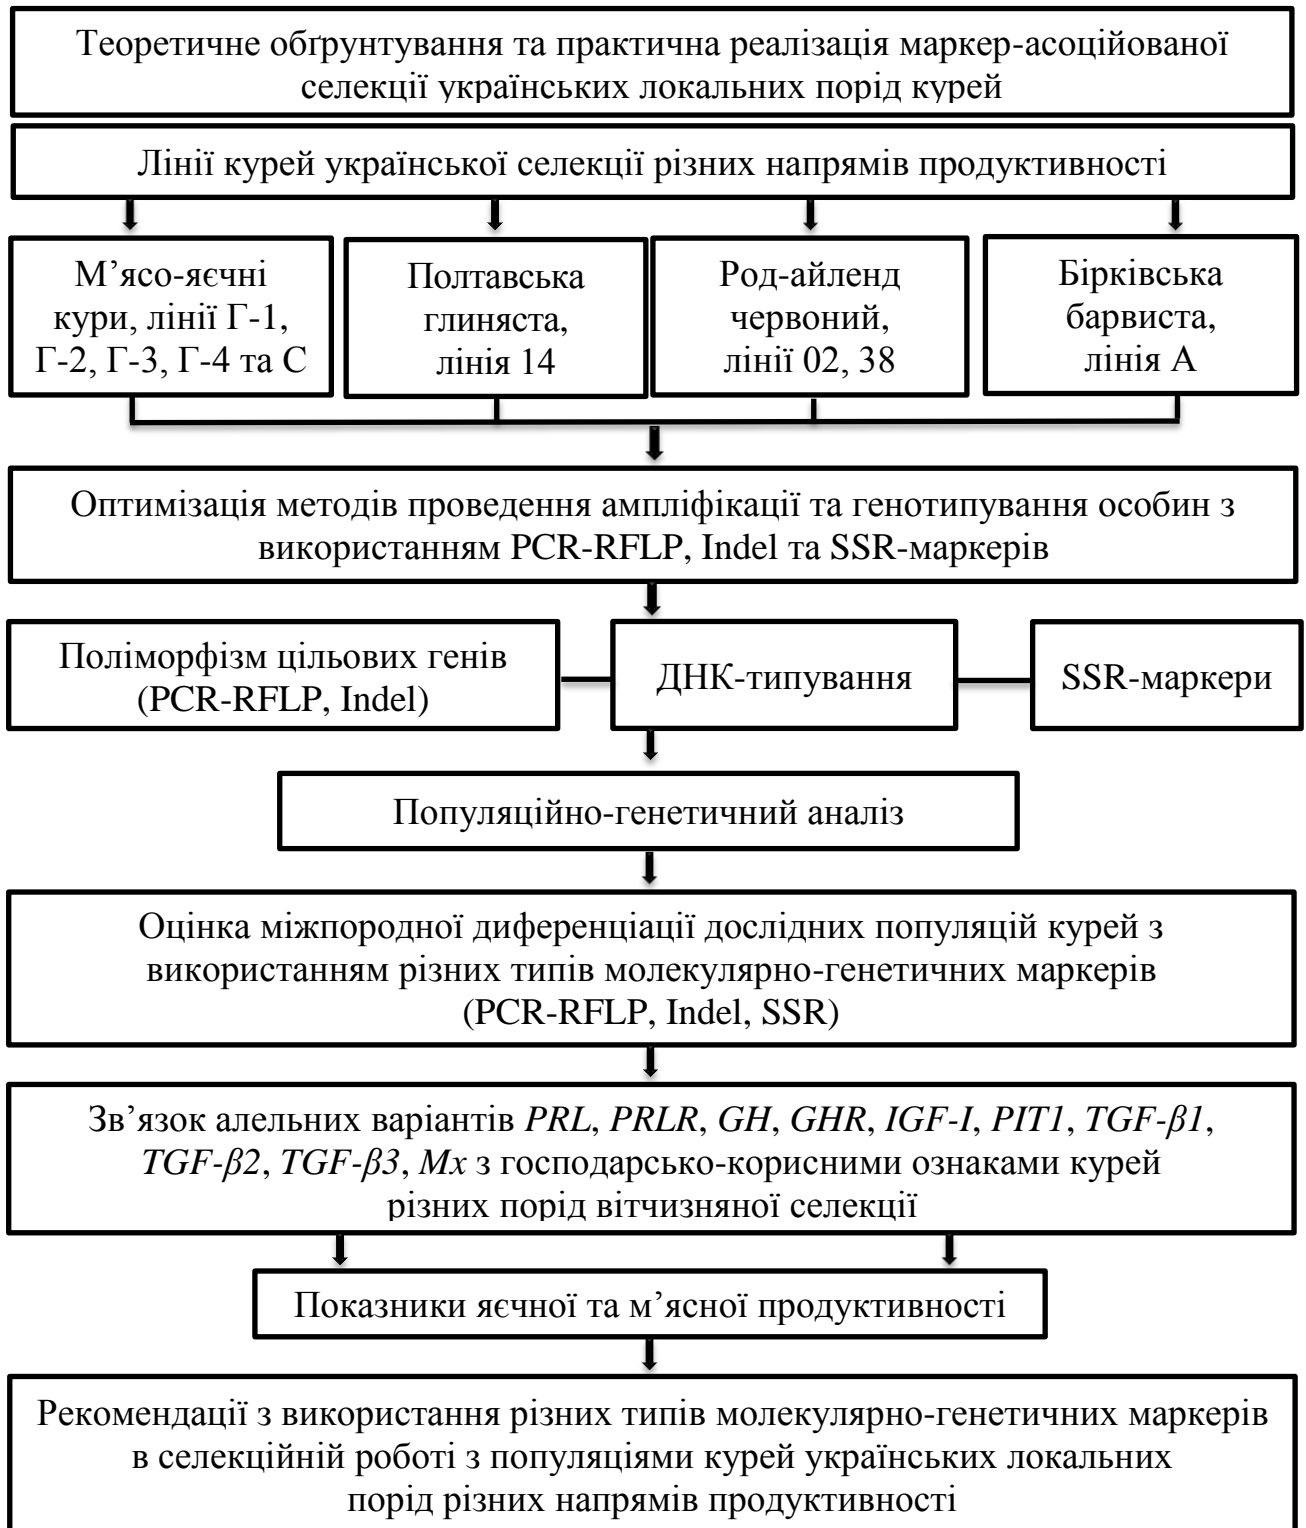 Теоретичне обґрунтування та практична реалізація маркер-асоційованої
селекції українських локальних порід курей
Лінії курей української селекції різних напрямів продуктивності
М’ясо-яєчні
кури, лінії Г-1,
Г-2, Г-3, Г-4 та С
Полтавська
глиняста,
лінія 14
Род-айленд
червоний,
лінії 02, 38
Бірківська
барвиста,
лінія А
Оптимізація методів проведення ампліфікації та генотипування особин з
використанням PCR-RFLP, Indel та SSR-маркерів
Поліморфізм цільових генів
(PCR-RFLP, Indel)
ДНК-типування
SSR-маркери
Популяційно-генетичний аналіз
Оцінка міжпородної диференціації дослідних популяцій курей з
використанням різних типів молекулярно-генетичних маркерів
(PCR-RFLP, Indel, SSR)
Зв’язок алельних варіантів PRL, PRLR, GH, GHR, IGF-I, PIT1, TGF-β1,
TGF-β2, TGF-β3, Mx з господарсько-корисними ознаками курей
різних порід вітчизняної селекції
Показники яєчної та м’ясної продуктивності
Рекомендації з використання різних типів молекулярно-генетичних маркерів
в селекційній роботі з популяціями курей українських локальних
порід різних напрямів продуктивності